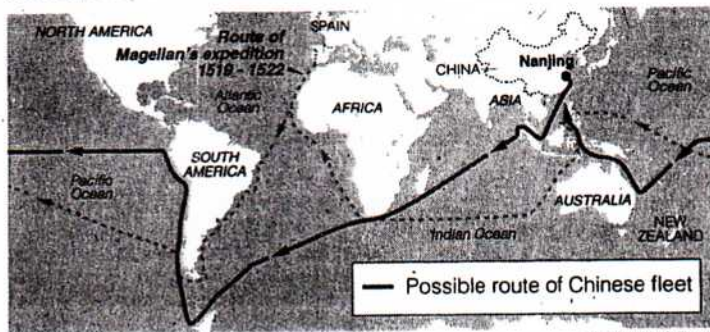 NORTH AMERICA
Route of
Magellan's expedition
1519 - 1522
SPAIN
CHINA
Nanjing
Pacific
Ocean
Atlantic
Ocean
AFRICA
ASIA
SOUTH
AMERICA
Pacific
Ocean
AUSTRALIA
Indian Ocean
NEW
ZEALAND
Possible route of Chinese fleet